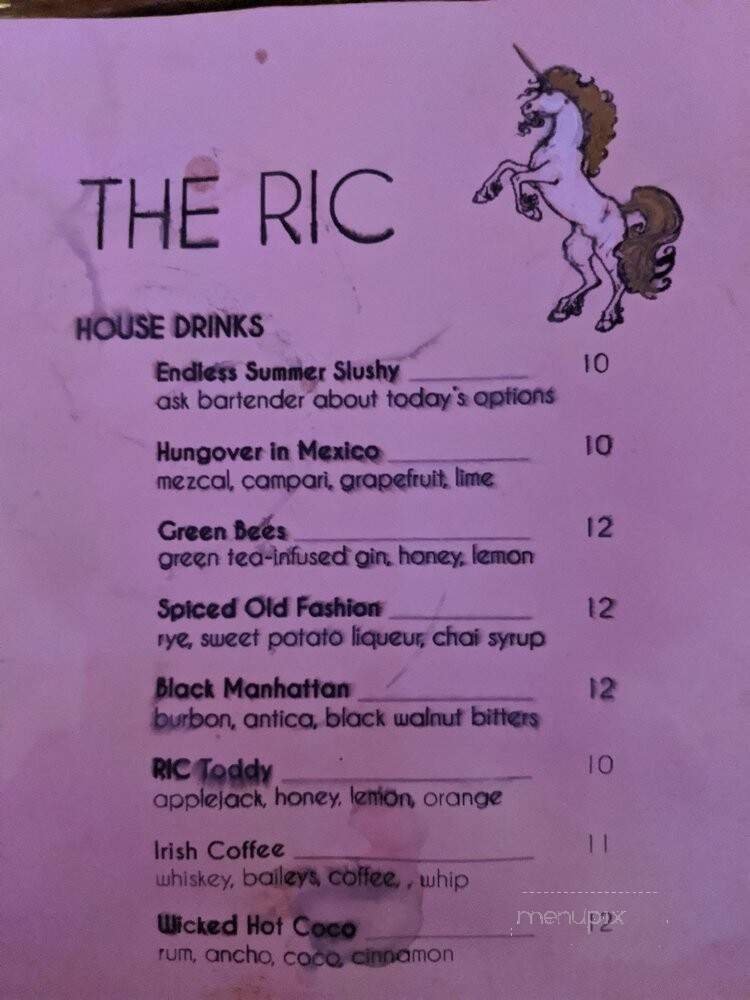 THE RIC
HOUSE DRINKS
Endless Summer Slushy 10
ask bartender about today's options
Hungover in Mexico 10
mezcal, campari, grapefruit, lime
Green Bees 12
green tea-infused gin, honey, lemon
Spiced Old Fashion 12
rye, sweet potato liqueur, chai syrup
Black Manhattan 12
burbon, antica, black walnut bitters
RIC Toddy 10
applejack, honey, lemon, orange
Irish Coffee 11
whiskey, baileys, coffee, , whip
Wicked Hot Coco 12
rum, ancho, coco, cinnamon
menupix